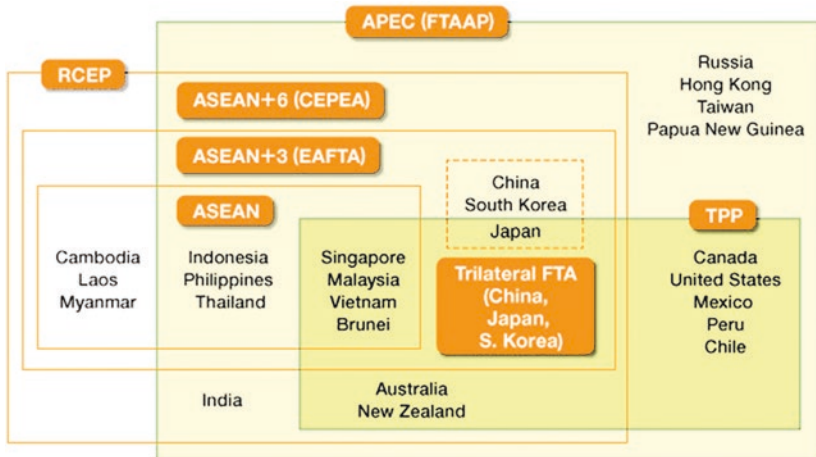 APEC (FTAAP)
RCEP
Russia
Hong Kong
Taiwan
Papua New Guinea
ASEAN+6 (CEPEA)
ASEAN+3 (EAFTA)
China
South Korea
Japan
ASEAN
TPP
Cambodia
Laos
Myanmar
Indonesia
Philippines
Thailand
Singapore
Malaysia
Vietnam
Brunei
Trilateral FTA
(China,
Japan,
S. Korea)
Canada
United States
Mexico
Peru
Chile
India
Australia
New Zealand